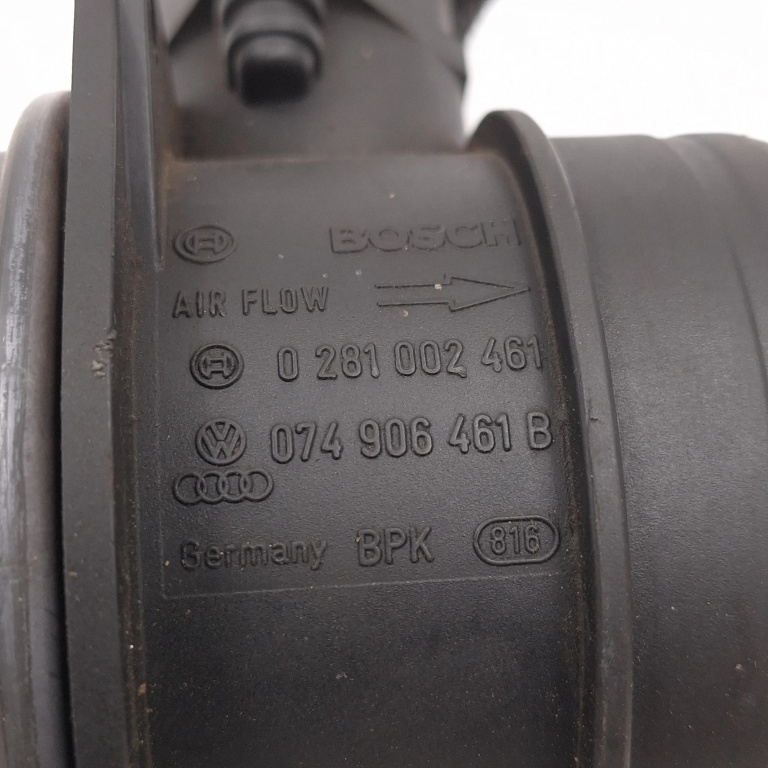 BOSCH
AIR FLOW
0 281 002 461
074 906 461 B
Germany BPK 816